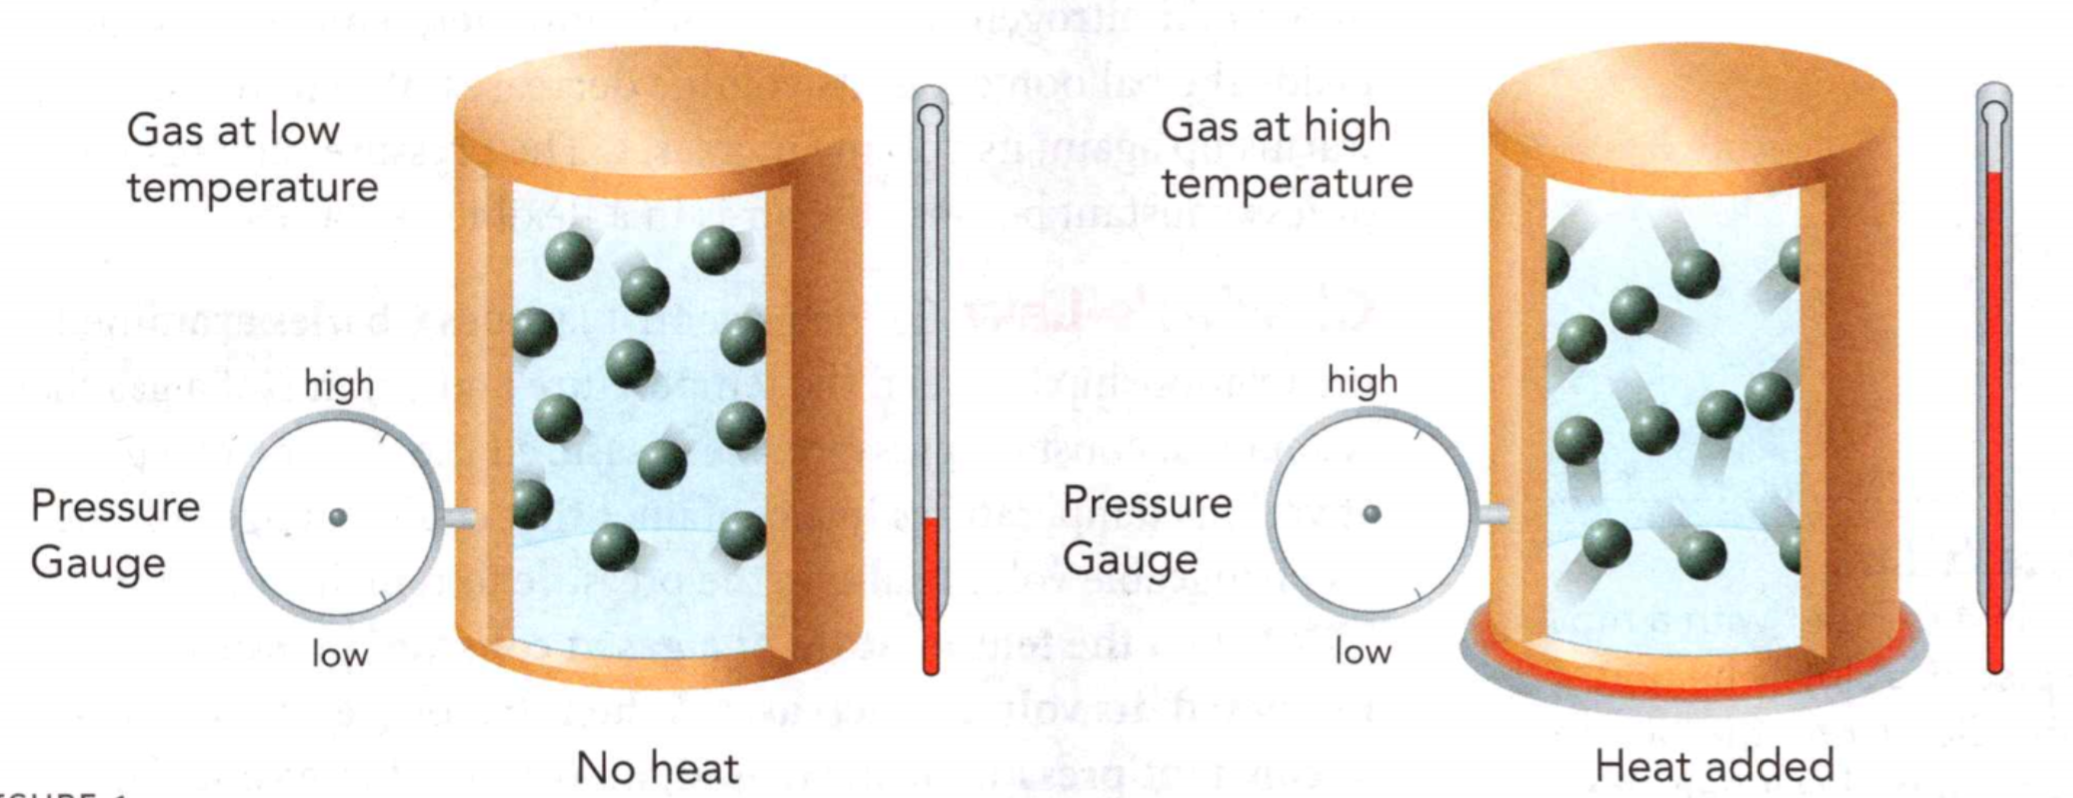 Gas at low
temperature
high
Pressure
Gauge
low
No heat
Gas at high
temperature
high
Pressure
Gauge
low
Heat added